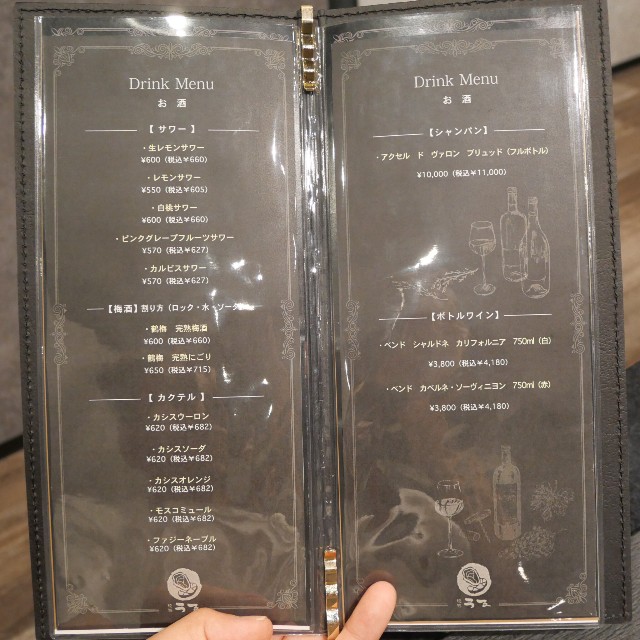 Drink Menu
お 酒
【 サワー 】
・生レモンサワー
¥600（税込¥660）
・レモンサワー
¥550（税込¥605）
・白桃サワー
¥600（税込¥660）
・ピンクグレープフルーツサワー
¥570（税込¥627）
・カルピスサワー
¥570（税込¥627）
【梅酒】割り方（ロック・水・ソーダ
・鶴梅 完熟梅酒
¥600（税込¥660）
・鶴梅 完熟にごり
¥650（税込¥715）
【 カクテル 】
・カシスウーロン
¥620（税込¥682）
・カシスソーダ
¥620（税込¥682）
・カシスオレンジ
¥620（税込¥682）
・モスコミュール
¥620（税込¥682）
・ファジーネーブル
¥620（税込¥682）
Drink Menu
お 酒
【シャンパン】
・アクセル ド ヴァロン ブリュッド（フルボトル）
¥10,000（税込¥11,000）
【ボトルワイン】
・ベンド シャルドネ カリフォルニア 750ml（白）
¥3,800（税込¥4,180）
・ベンド カベルネ・ソーヴィニヨン 750ml（赤）
¥3,800（税込¥4,180）